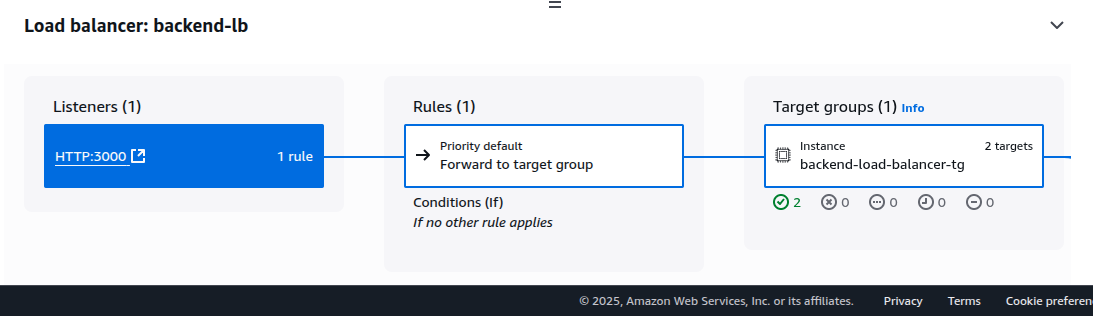 Load balancer: backend-lb
Listeners (1)
HTTP:3000 1 rule
Rules (1)
Priority default
Forward to target group
Conditions (If)
If no other rule applies
Target groups (1) Info
Instance 2 targets
backend-load-balancer-tg
2 0 0 0 0
© 2025, Amazon Web Services, Inc. or its affiliates. Privacy Terms Cookie preferen